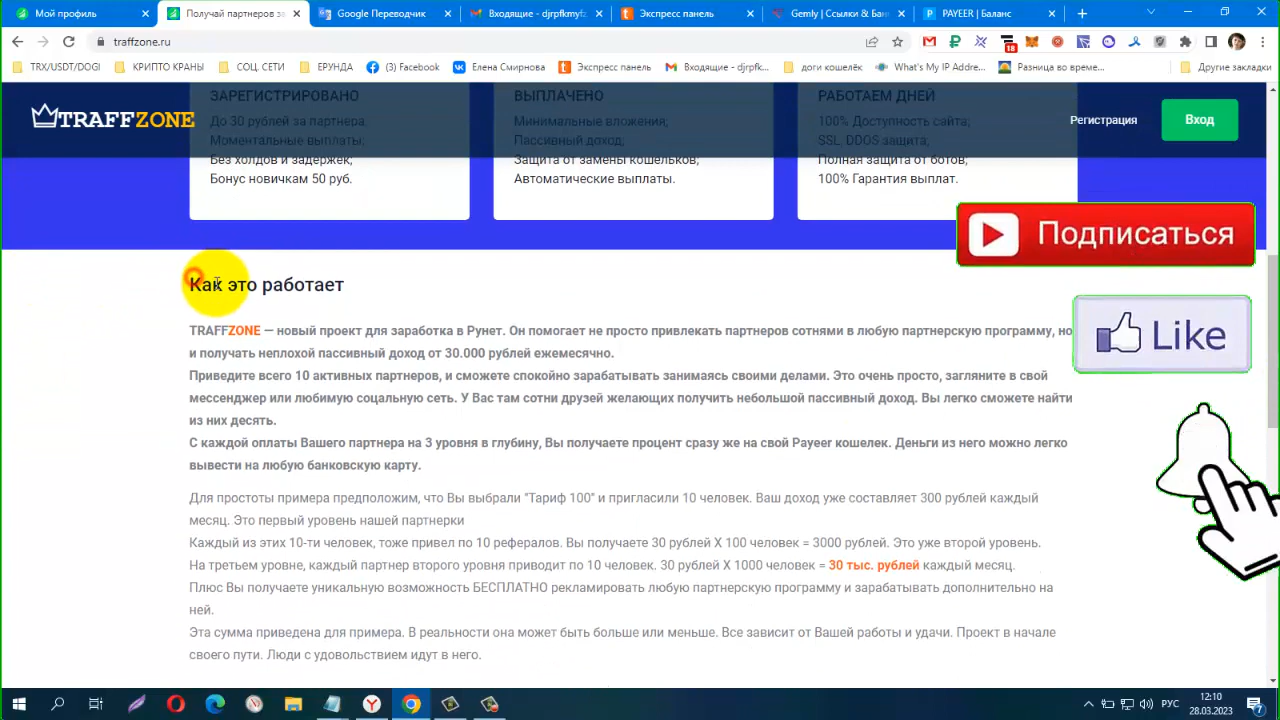 Мой профиль
Получай партнеров за
Google Переводчик
Входящие - djrpfkmyfz
Экспресс панель
Gemly | Ссылки & Бан
PAYEER | Баланс
traffzone.ru
18
TRX/USDT/DOGI
КРИПТО КРАНЫ
СОЦ. СЕТИ
ЕРУНДА
(3) Facebook
Елена Смирнова
Экспресс панель
Входящие - djrpfk...
доги кошелёк
What's My IP Addre...
Разница во време...
Другие закладки
TRAFFZONE
Регистрация
Вход
ЗАРЕГИСТРИРОВАНО
До 30 рублей за партнера.
Моментальные выплаты;
Без холдов и задержек;
Бонус новичкам 50 руб.
ВЫПЛАЧЕНО
Минимальные вложения;
Пассивный доход;
Защита от замены кошельков;
Автоматические выплаты.
РАБОТАЕМ ДНЕЙ
100% Доступность сайта;
SSL, DDOS защита;
Полная защита от ботов;
100% Гарантия выплат.
Подписаться
Like
Как это работает
TRAFFZONE — новый проект для заработка в Рунет. Он помогает не просто привлекать партнеров сотнями в любую партнерскую программу, но
и получать неплохой пассивный доход от 30.000 рублей ежемесячно.
Приведите всего 10 активных партнеров, и сможете спокойно зарабатывать занимаясь своими делами. Это очень просто, загляните в свой
мессенджер или любимую соцальную сеть. У Вас там сотни друзей желающих получить небольшой пассивный доход. Вы легко сможете найти
из них десять.
С каждой оплаты Вашего партнера на 3 уровня в глубину, Вы получаете процент сразу же на свой Payeer кошелек. Деньги из него можно легко
вывести на любую банковскую карту.
Для простоты примера предположим, что Вы выбрали "Тариф 100" и пригласили 10 человек. Ваш доход уже составляет 300 рублей каждый
месяц. Это первый уровень нашей партнерки
Каждый из этих 10-ти человек, тоже привел по 10 рефералов. Вы получаете 30 рублей X 100 человек = 3000 рублей. Это уже второй уровень.
На третьем уровне, каждый партнер второго уровня приводит по 10 человек. 30 рублей X 1000 человек = 30 тыс. рублей каждый месяц.
Плюс Вы получаете уникальную возможность БЕСПЛАТНО рекламировать любую партнерскую программу и зарабатывать дополнительно на
ней.
Эта сумма приведена для примера. В реальности она может быть больше или меньше. Все зависит от Вашей работы и удачи. Проект в начале
своего пути. Люди с удовольствием идут в него.
РУС
12:10
28.03.2023
7